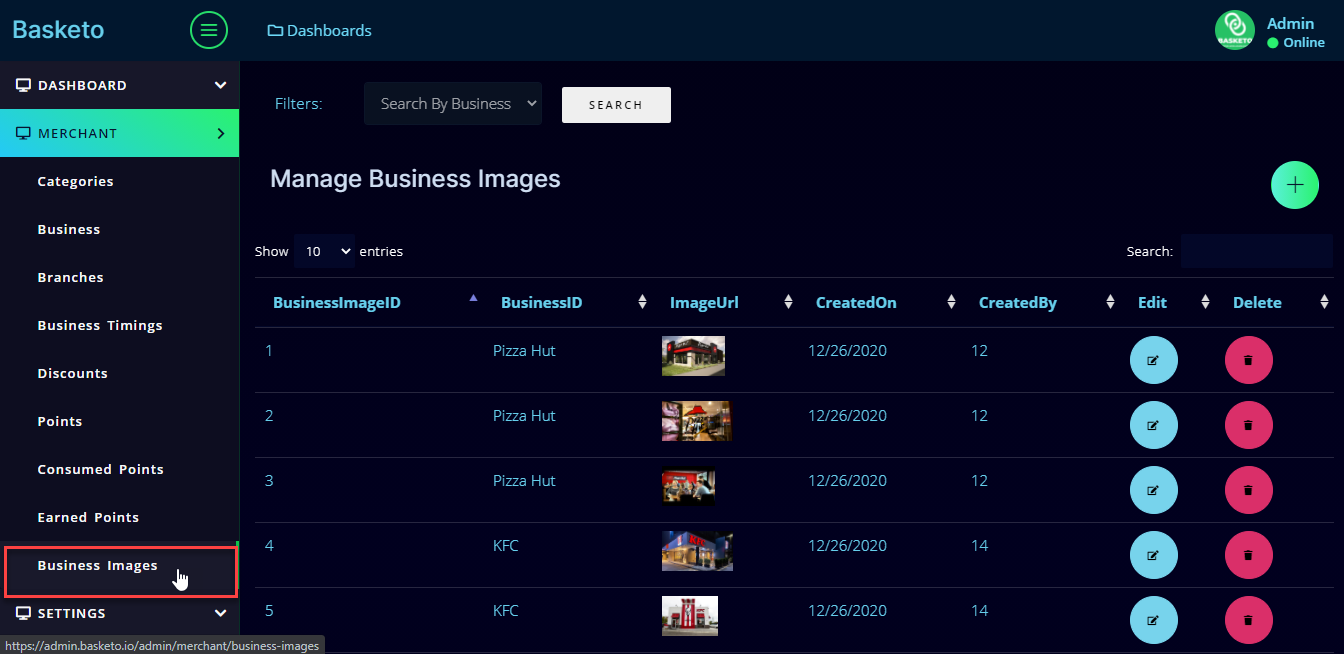 Basketo
Dashboards
Admin
Online
DASHBOARD
MERCHANT
Categories
Business
Branches
Business Timings
Discounts
Points
Consumed Points
Earned Points
Business Images
SETTINGS
Filters: Search By Business SEARCH
Manage Business Images
Show 10 entries Search:
BusinessImageID BusinessID ImageUrl CreatedOn CreatedBy Edit Delete
1 Pizza Hut 12/26/2020 12
2 Pizza Hut 12/26/2020 12
3 Pizza Hut 12/26/2020 12
4 KFC 12/26/2020 14
5 KFC 12/26/2020 14
https://admin.basketo.io/admin/merchant/business-images